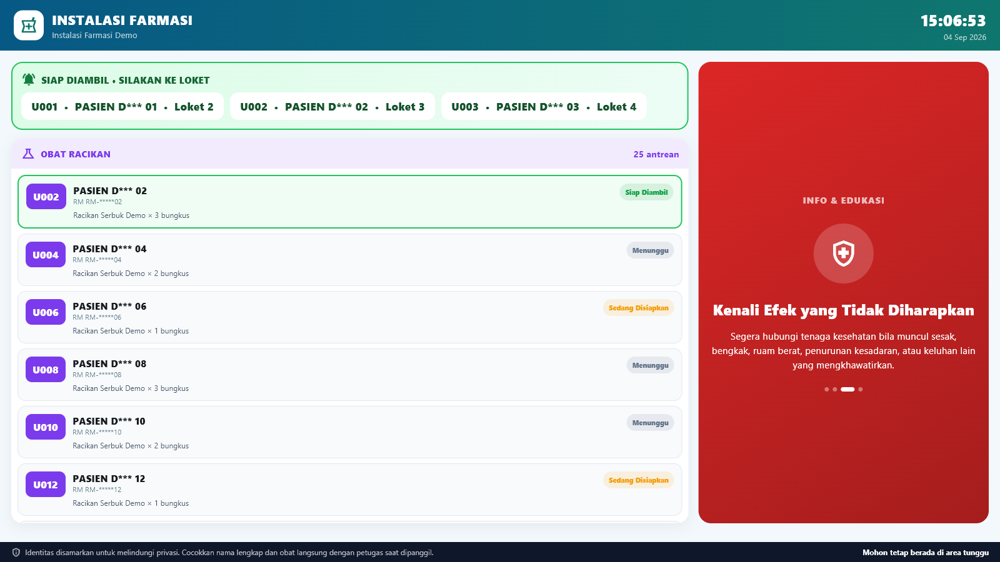 INSTALASI FARMASI
Instalasi Farmasi Demo
15:06:53
04 Sep 2026
SIAP DIAMBIL • SILAKAN KE LOKET
U001 • PASIEN D*** 01 • Loket 2
U002 • PASIEN D*** 02 • Loket 3
U003 • PASIEN D*** 03 • Loket 4
OBAT RACIKAN
25 antrean
U002
PASIEN D*** 02
RM RM-*****02
Racikan Serbuk Demo × 3 bungkus
Siap Diambil
U004
PASIEN D*** 04
RM RM-*****04
Racikan Serbuk Demo × 2 bungkus
Menunggu
U006
PASIEN D*** 06
RM RM-*****06
Racikan Serbuk Demo × 1 bungkus
Sedang Disiapkan
U008
PASIEN D*** 08
RM RM-*****08
Racikan Serbuk Demo × 3 bungkus
Menunggu
U010
PASIEN D*** 10
RM RM-*****10
Racikan Serbuk Demo × 2 bungkus
Menunggu
U012
PASIEN D*** 12
RM RM-*****12
Racikan Serbuk Demo × 1 bungkus
Sedang Disiapkan
INFO & EDUKASI
Kenali Efek yang Tidak Diharapkan
Segera hubungi tenaga kesehatan bila muncul sesak,
bengkak, ruam berat, penurunan kesadaran, atau keluhan lain
yang mengkhawatirkan.
Identitas disamarkan untuk melindungi privasi. Cocokkan nama lengkap dan obat langsung dengan petugas saat dipanggil.
Mohon tetap berada di area tunggu